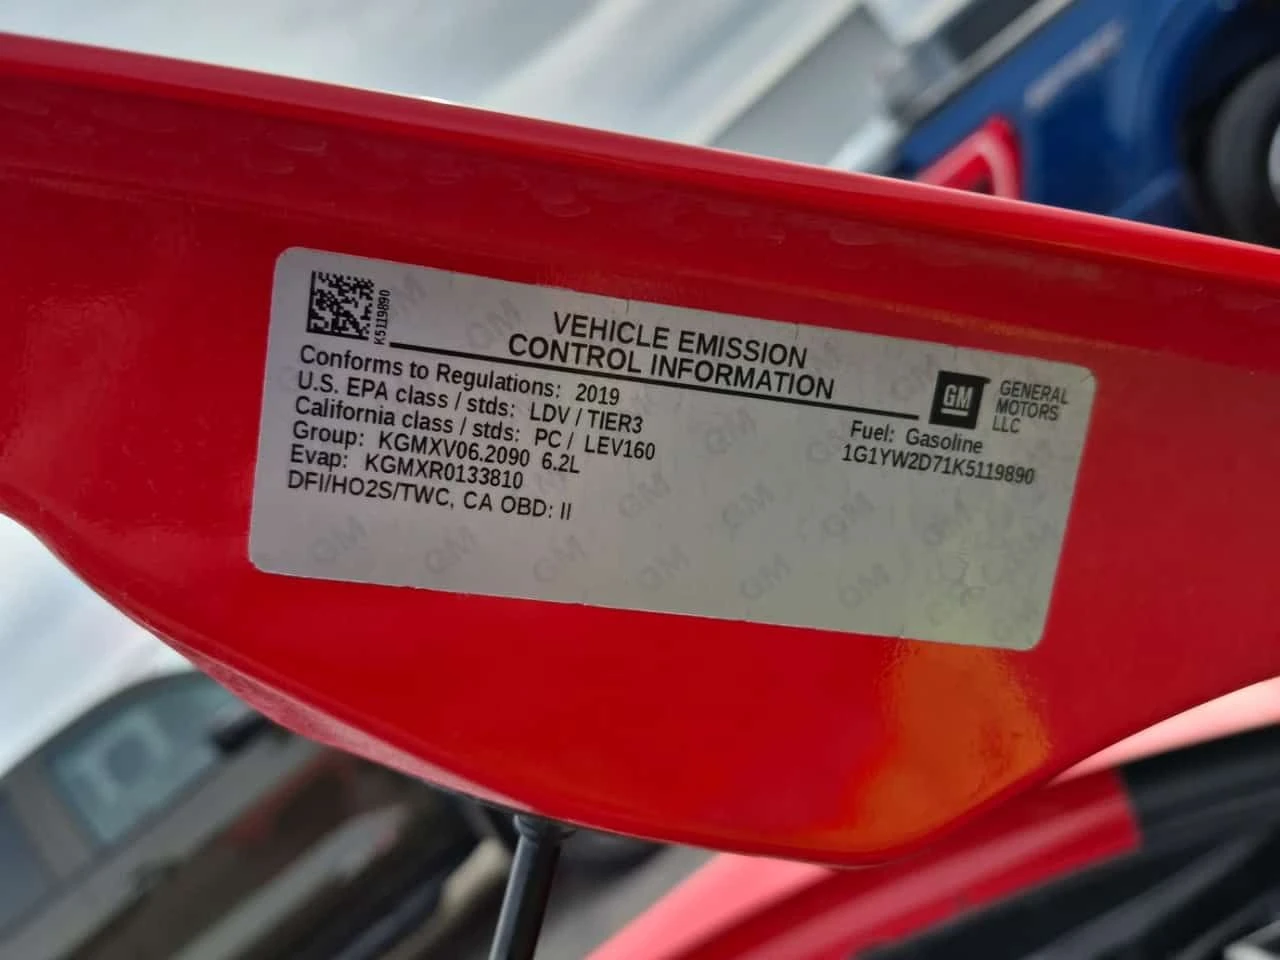 K5119890
VEHICLE EMISSION
CONTROL INFORMATION
GM
GENERAL
MOTORS
LLC
Conforms to Regulations: 2019
U.S. EPA class / stds: LDV / TIER3
California class / stds: PC / LEV160
Group: KGMXV06.2090 6.2L
Evap: KGMXR0133810
DFI/HO2S/TWC, CA OBD: II
Fuel: Gasoline
1G1YW2D71K5119890